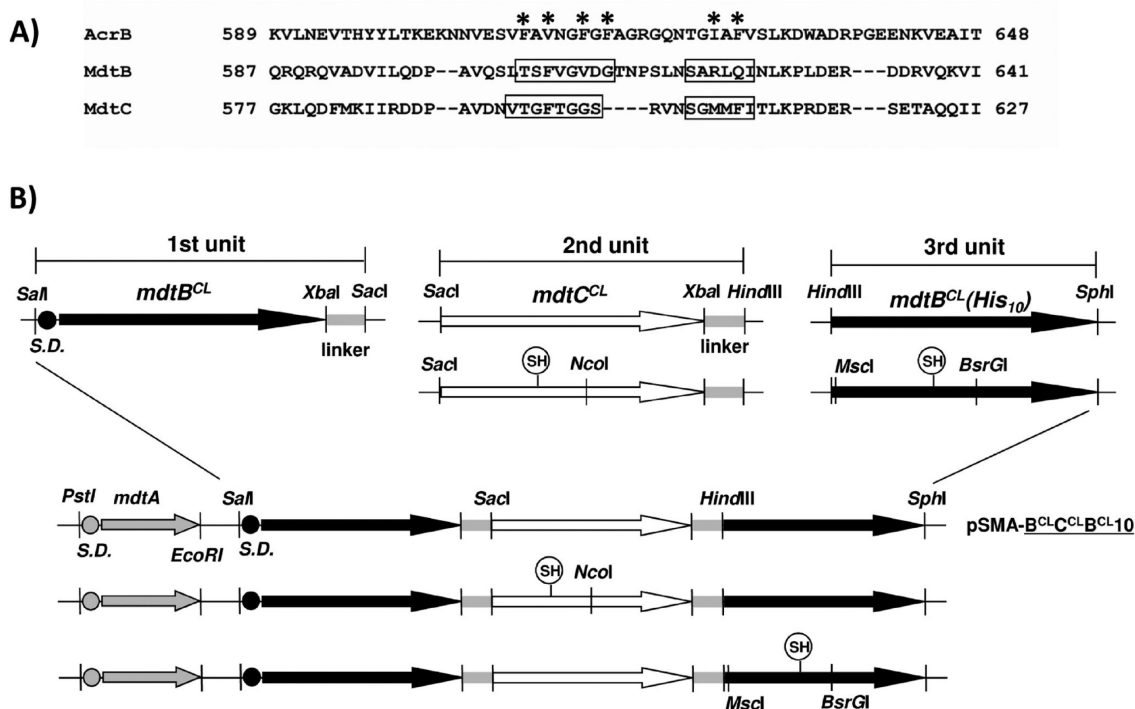 A)
* * * * * *
AcrB 589 KVLNEVTHYYLTKEKNNVESVFAVNGFGFAGRGQNTGIAFVSLKDWADRPGEENKVEAIT 648
MdtB 587 QRQRQVADVILQDP--AVQSLTSFVGVDGTNPSLNSARLQINLKPLDER---DDRVQKVI 641
MdtC 577 GKLQDFMKIIRDDP--AVDNVTGFTGGS----RVNSGMMFITLKPRDER---SETAQQII 627
B)
1st unit 2nd unit 3rd unit
SalI mdtB^CL XbaI SacI SacI mdtC^CL XbaI HindIII HindIII mdtB^CL(His10) SphI
S.D. linker linker
SacI SH NcoI MscI SH BsrGI
PstI mdtA SalI SacI HindIII SphI
pSMA-B^CLC^CLB^CL10
S.D. EcoRI S.D.
SH NcoI
SH
MscI BsrGI